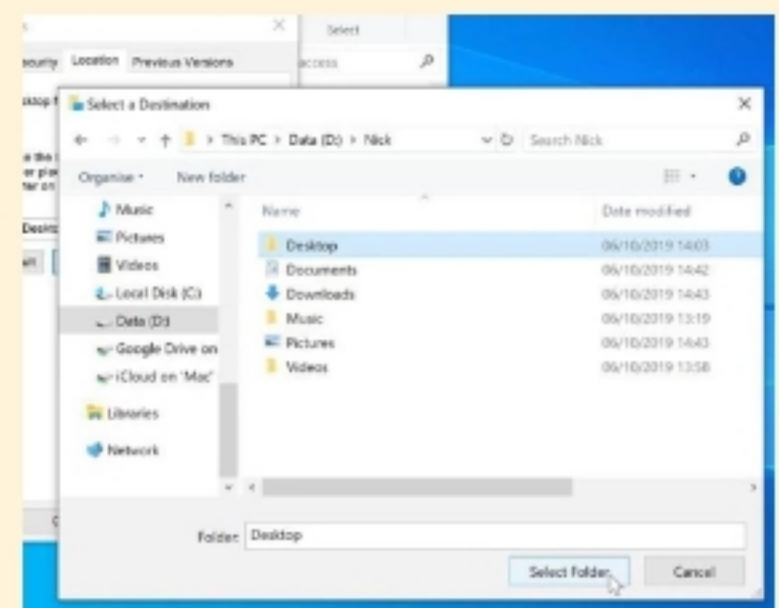 Select
Location Previous Versions
Select a Destination
This PC > Data (D:) > Nick
Search Nick
Organise
New folder
Name
Date modified
Music
Pictures
Videos
Local Disk (C:)
Data (D:)
Google Drive on
iCloud on 'Mac'
Libraries
Network
Desktop 06/10/2019 14:03
Documents 06/10/2019 14:42
Downloads 06/10/2019 14:43
Music 06/10/2019 13:19
Pictures 06/10/2019 14:43
Videos 06/10/2019 13:58
Folder: Desktop
Select Folder
Cancel